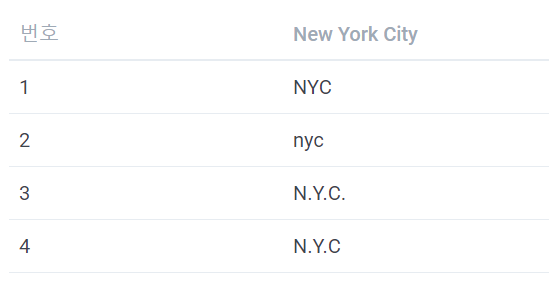 번호 New York City
1 NYC
2 nyc
3 N.Y.C.
4 N.Y.C